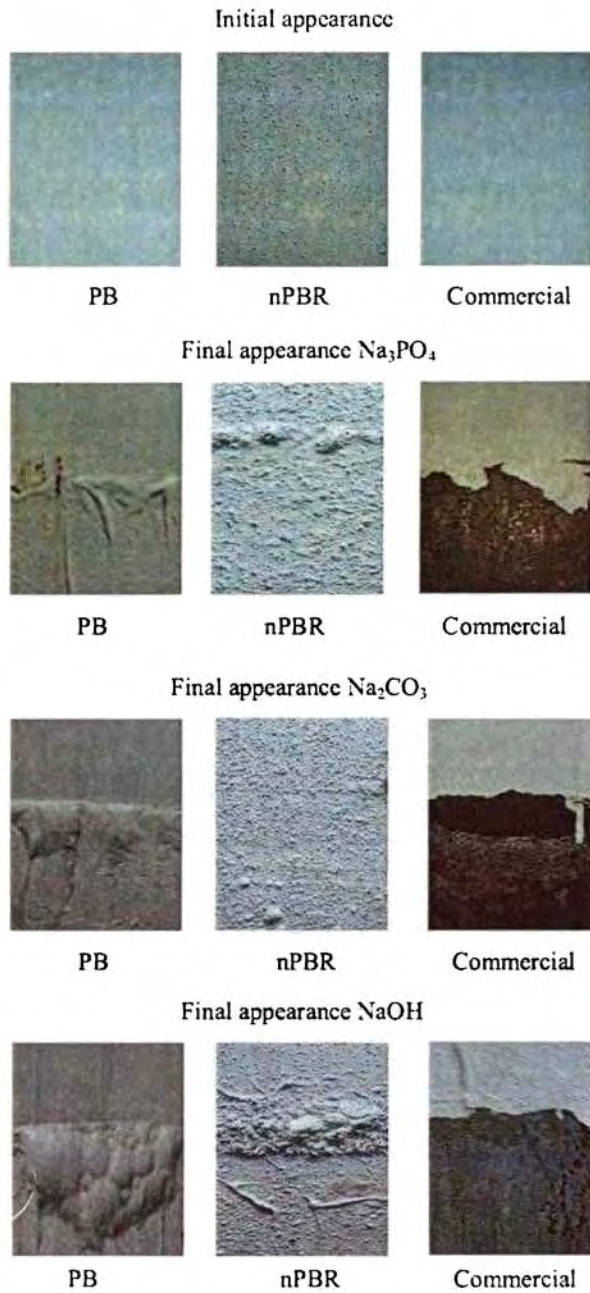 Initial appearance
PB nPBR Commercial
Final appearance Na₃PO₄
PB nPBR Commercial
Final appearance Na₂CO₃
PB nPBR Commercial
Final appearance NaOH
PB nPBR Commercial